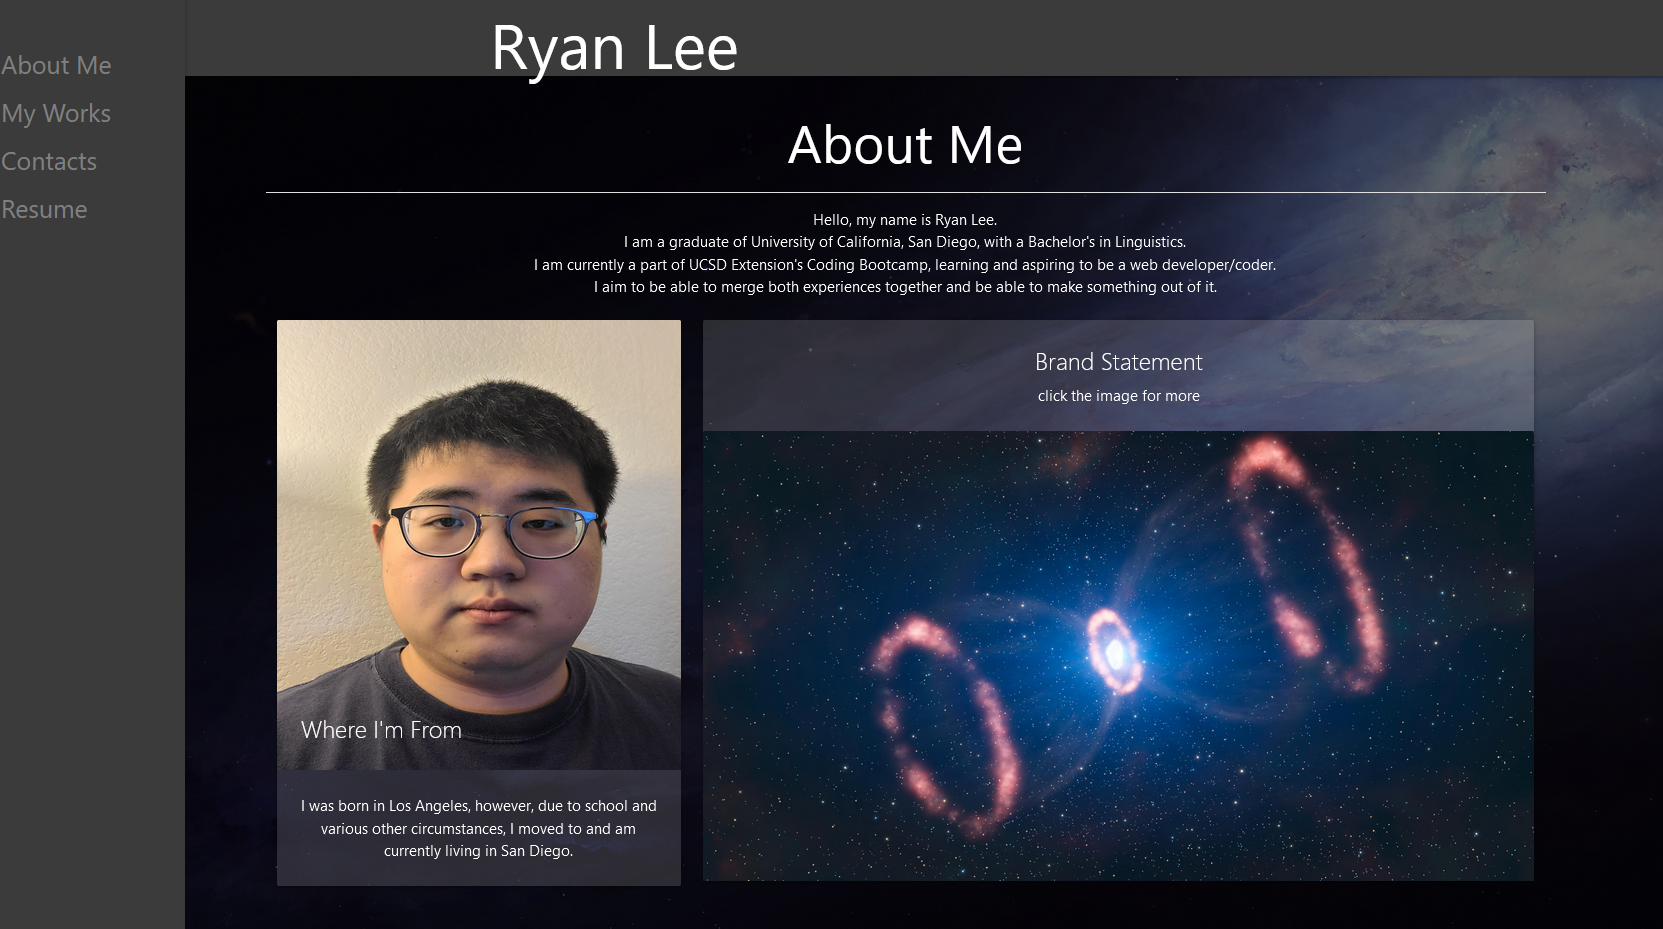 Ryan Lee
About Me
My Works
Contacts
Resume
About Me
Hello, my name is Ryan Lee.
I am a graduate of University of California, San Diego, with a Bachelor's in Linguistics.
I am currently a part of UCSD Extension's Coding Bootcamp, learning and aspiring to be a web developer/coder.
I aim to be able to merge both experiences together and be able to make something out of it.
Where I'm From
I was born in Los Angeles, however, due to school and
various other circumstances, I moved to and am
currently living in San Diego.
Brand Statement
click the image for more